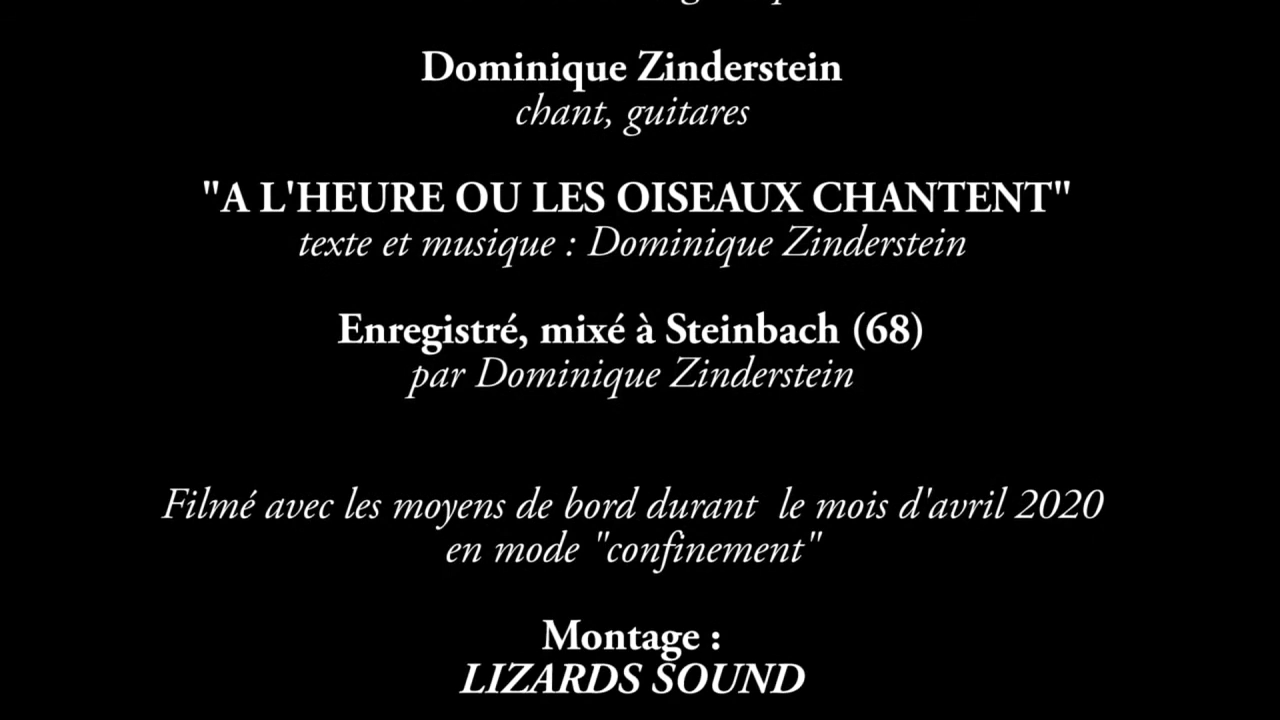 Dominique Zinderstein
chant, guitares
"A L'HEURE OU LES OISEAUX CHANTENT"
texte et musique : Dominique Zinderstein
Enregistré, mixé à Steinbach (68)
par Dominique Zinderstein
Filmé avec les moyens de bord durant  le mois d'avril 2020
en mode "confinement"
Montage :
LIZARDS SOUND